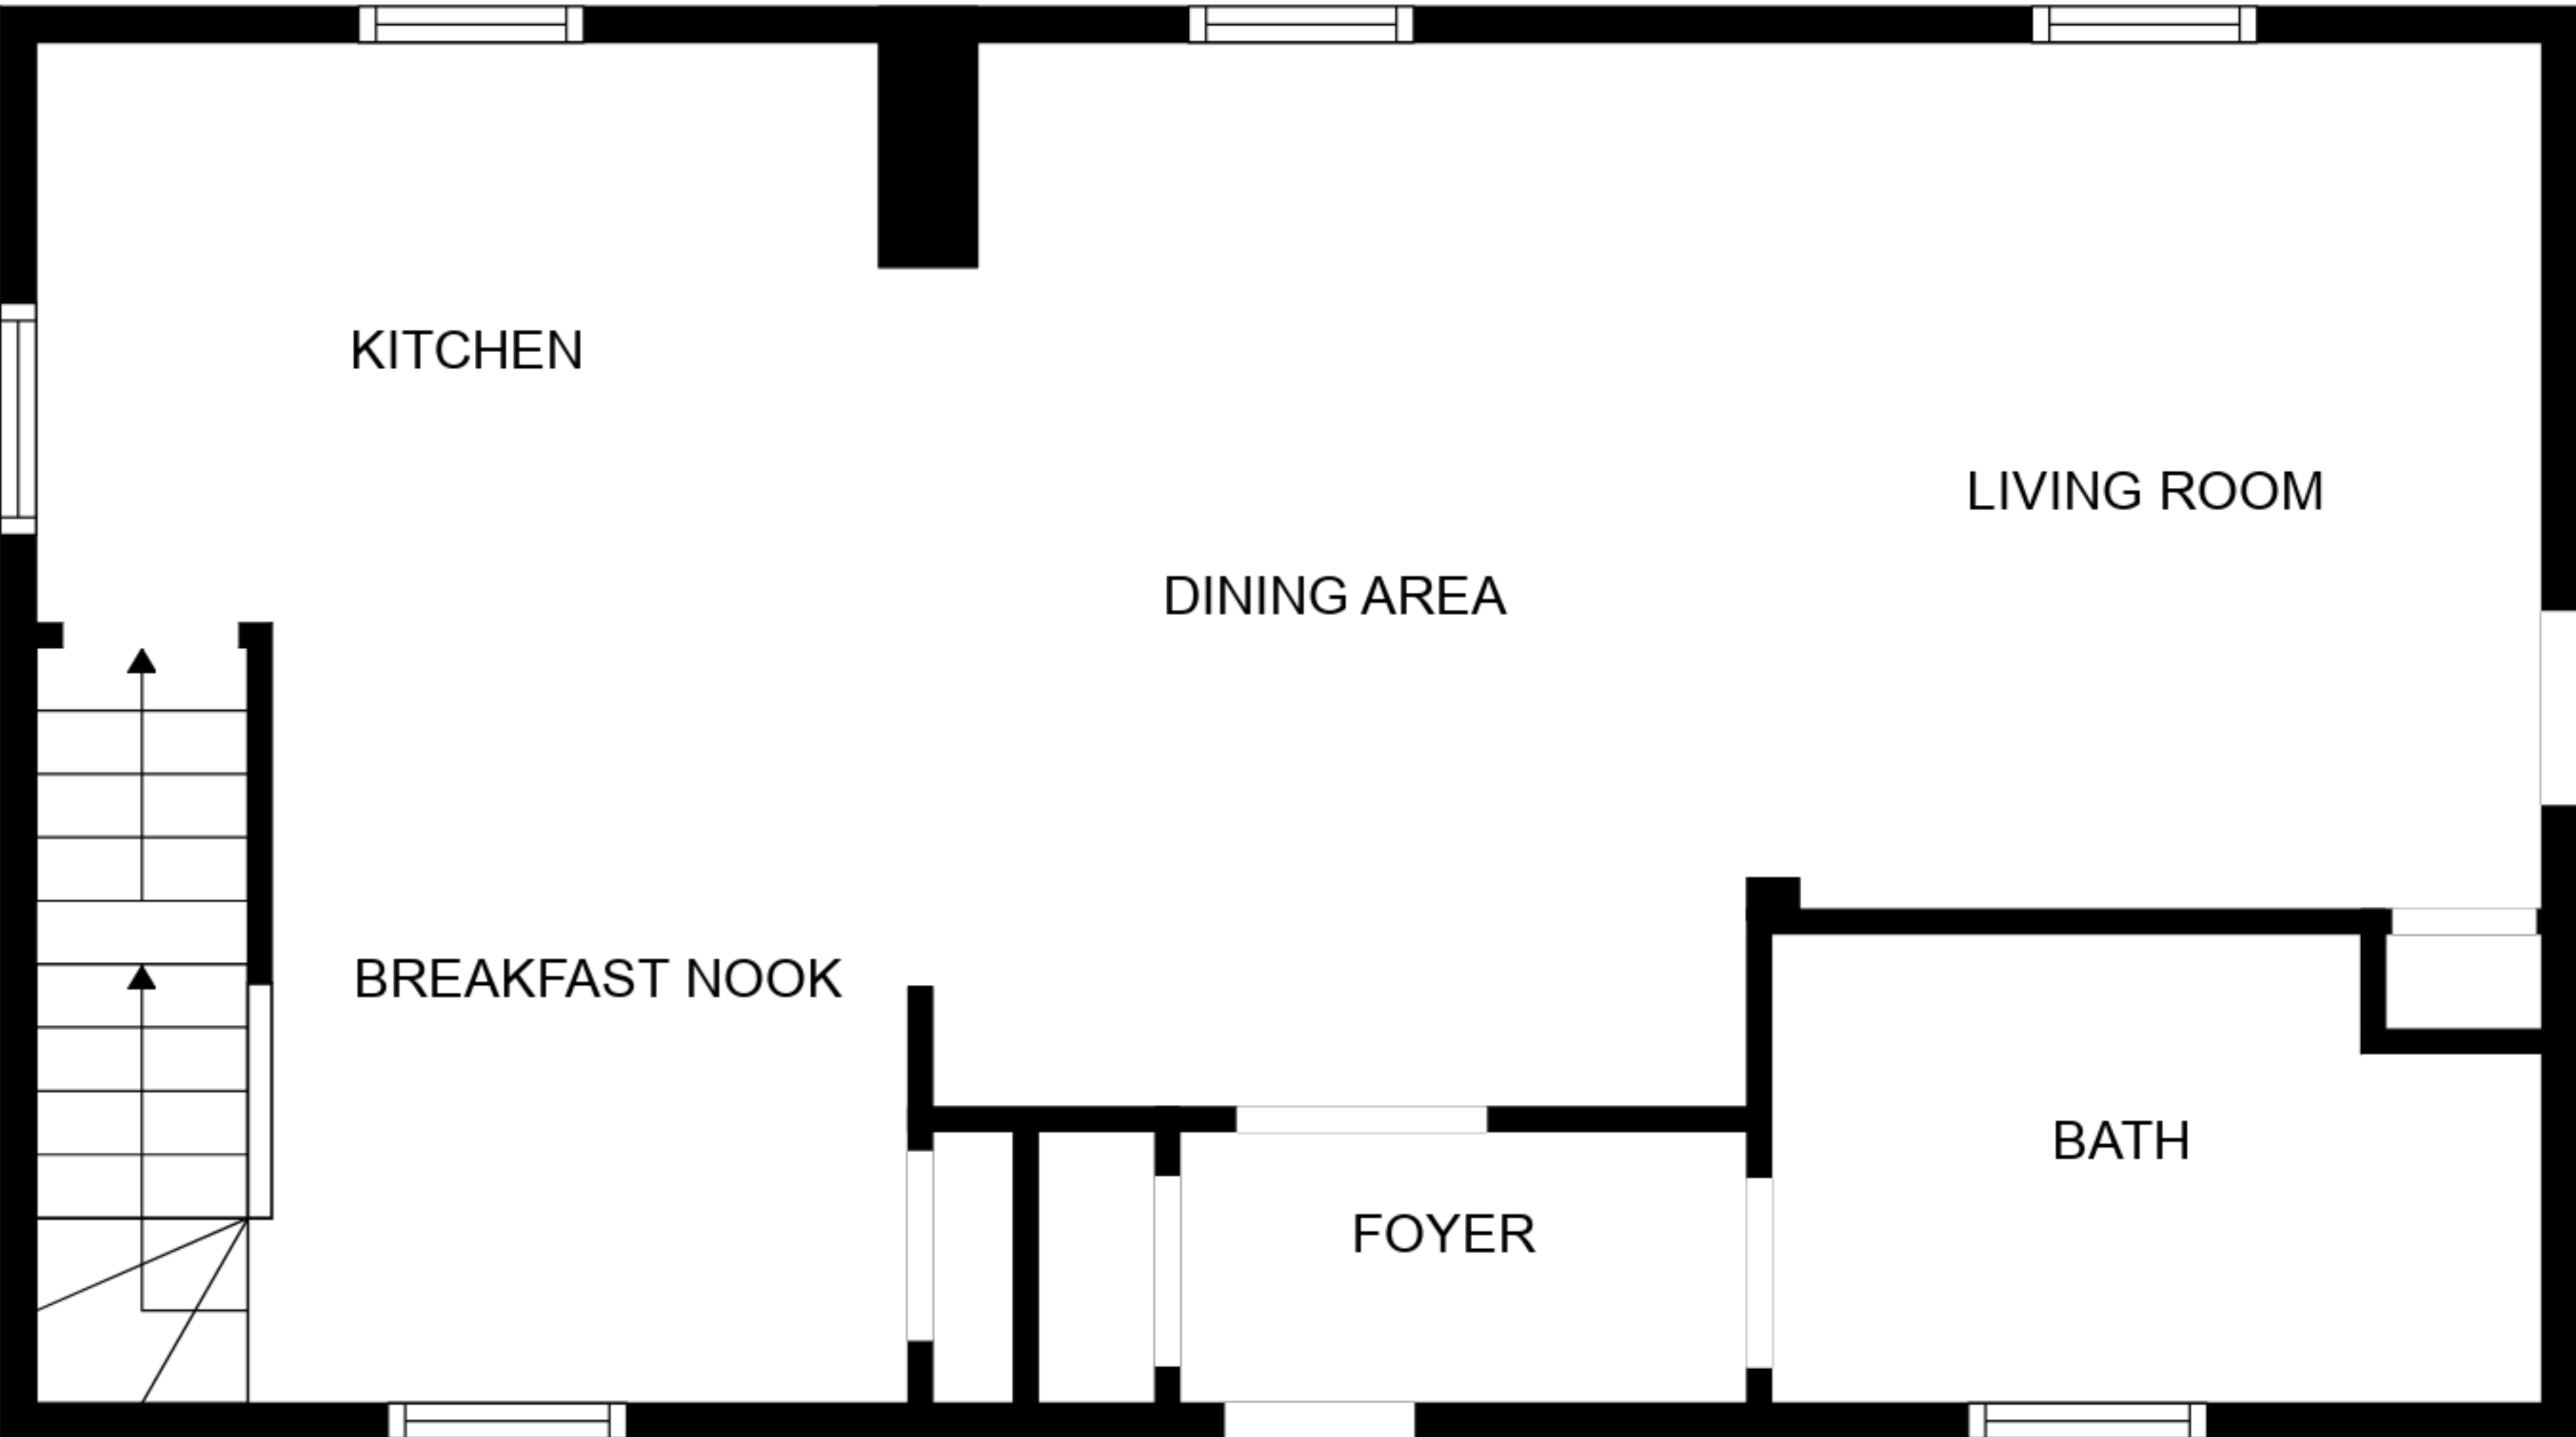 KITCHEN
LIVING ROOM
DINING AREA
BREAKFAST NOOK
BATH
FOYER